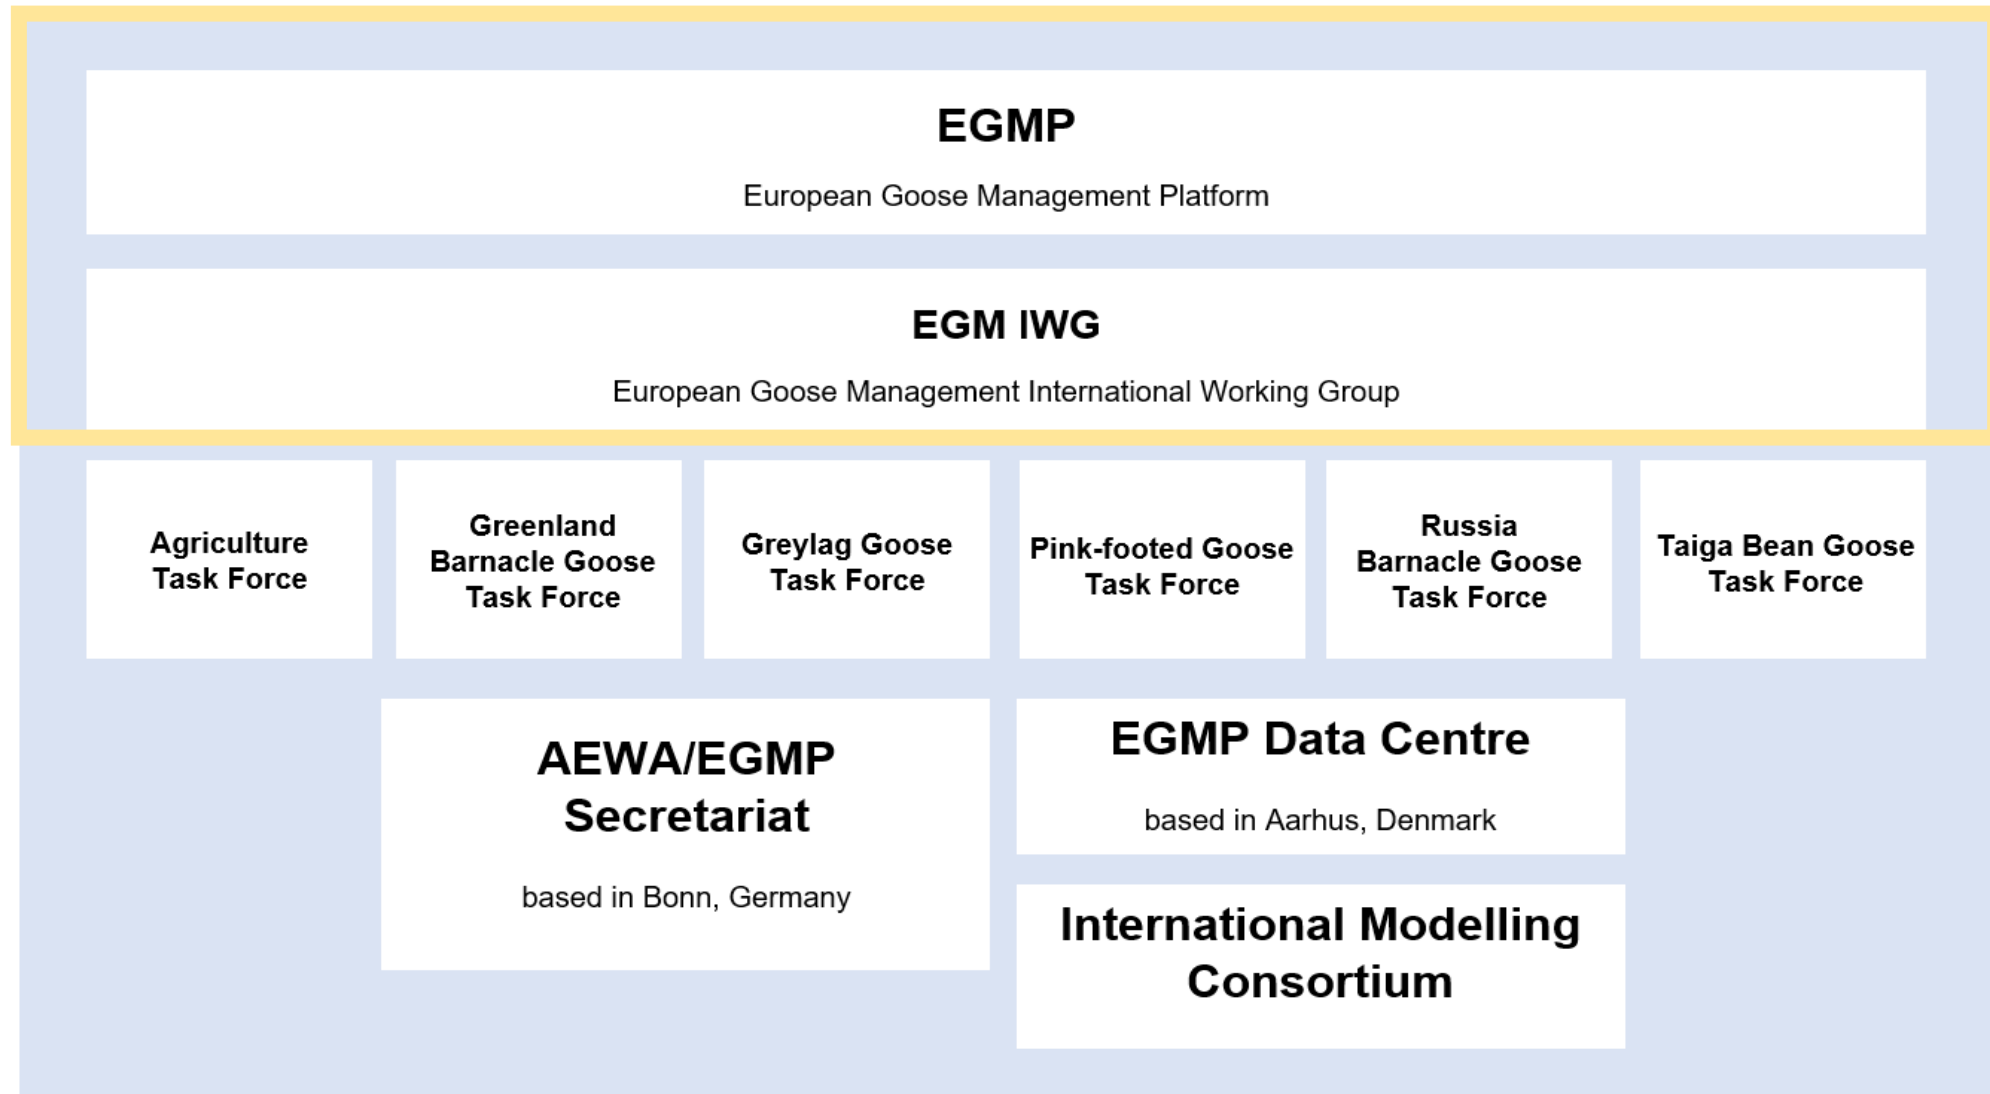 EGMP
European Goose Management Platform
EGM IWG
European Goose Management International Working Group
Agriculture
Task Force
Greenland
Barnacle Goose
Task Force
Greylag Goose
Task Force
Pink-footed Goose
Task Force
Russia
Barnacle Goose
Task Force
Taiga Bean Goose
Task Force
AEWA/EGMP
Secretariat
based in Bonn, Germany
EGMP Data Centre
based in Aarhus, Denmark
International Modelling
Consortium